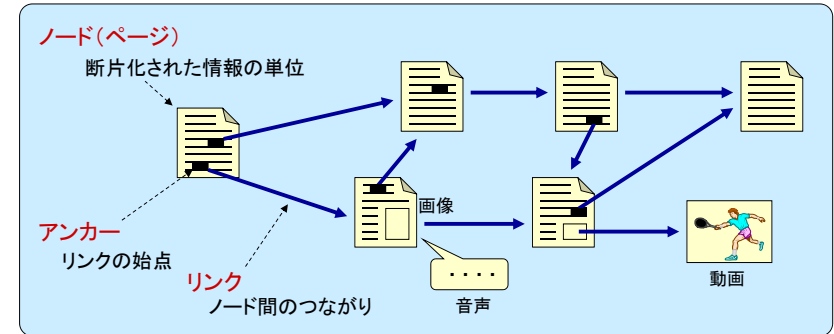 ノード(ページ)
断片化された情報の単位
画像
アンカー
リンクの始点
リンク
ノード間のつながり
・・・・
音声
動画